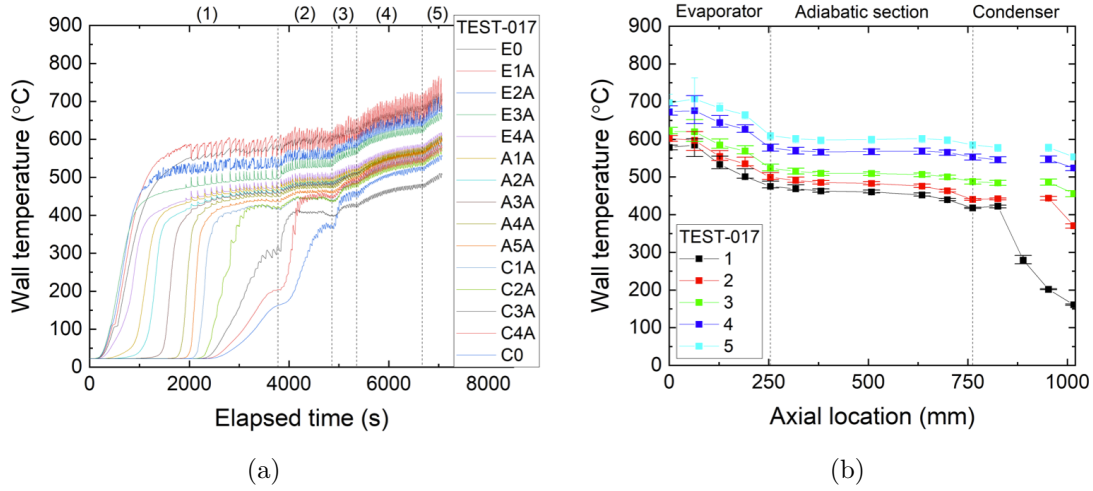 (1) (2) (3) (4) (5)
900
800
700
600
500
400
300
200
100
0
0 2000 4000 6000 8000
Wall temperature (°C)
Elapsed time (s)
TEST-017
E0
E1A
E2A
E3A
E4A
A1A
A2A
A3A
A4A
A5A
C1A
C2A
C3A
C4A
C0
(a)
Evaporator Adiabatic section Condenser
900
800
700
600
500
400
300
200
100
0
0 250 500 750 1000
Wall temperature (°C)
Axial location (mm)
TEST-017
1
2
3
4
5
(b)